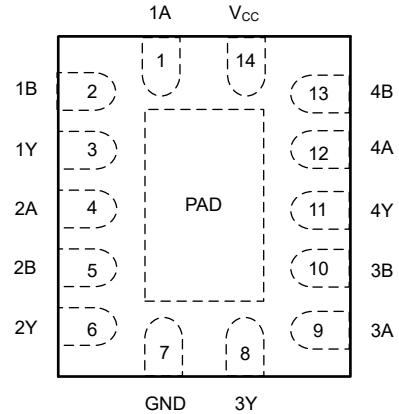 1A VCC
1 14
1B 2 13 4B
1Y 3 12 4A
2A 4 PAD 11 4Y
2B 5 10 3B
2Y 6 9 3A
7 8
GND 3Y